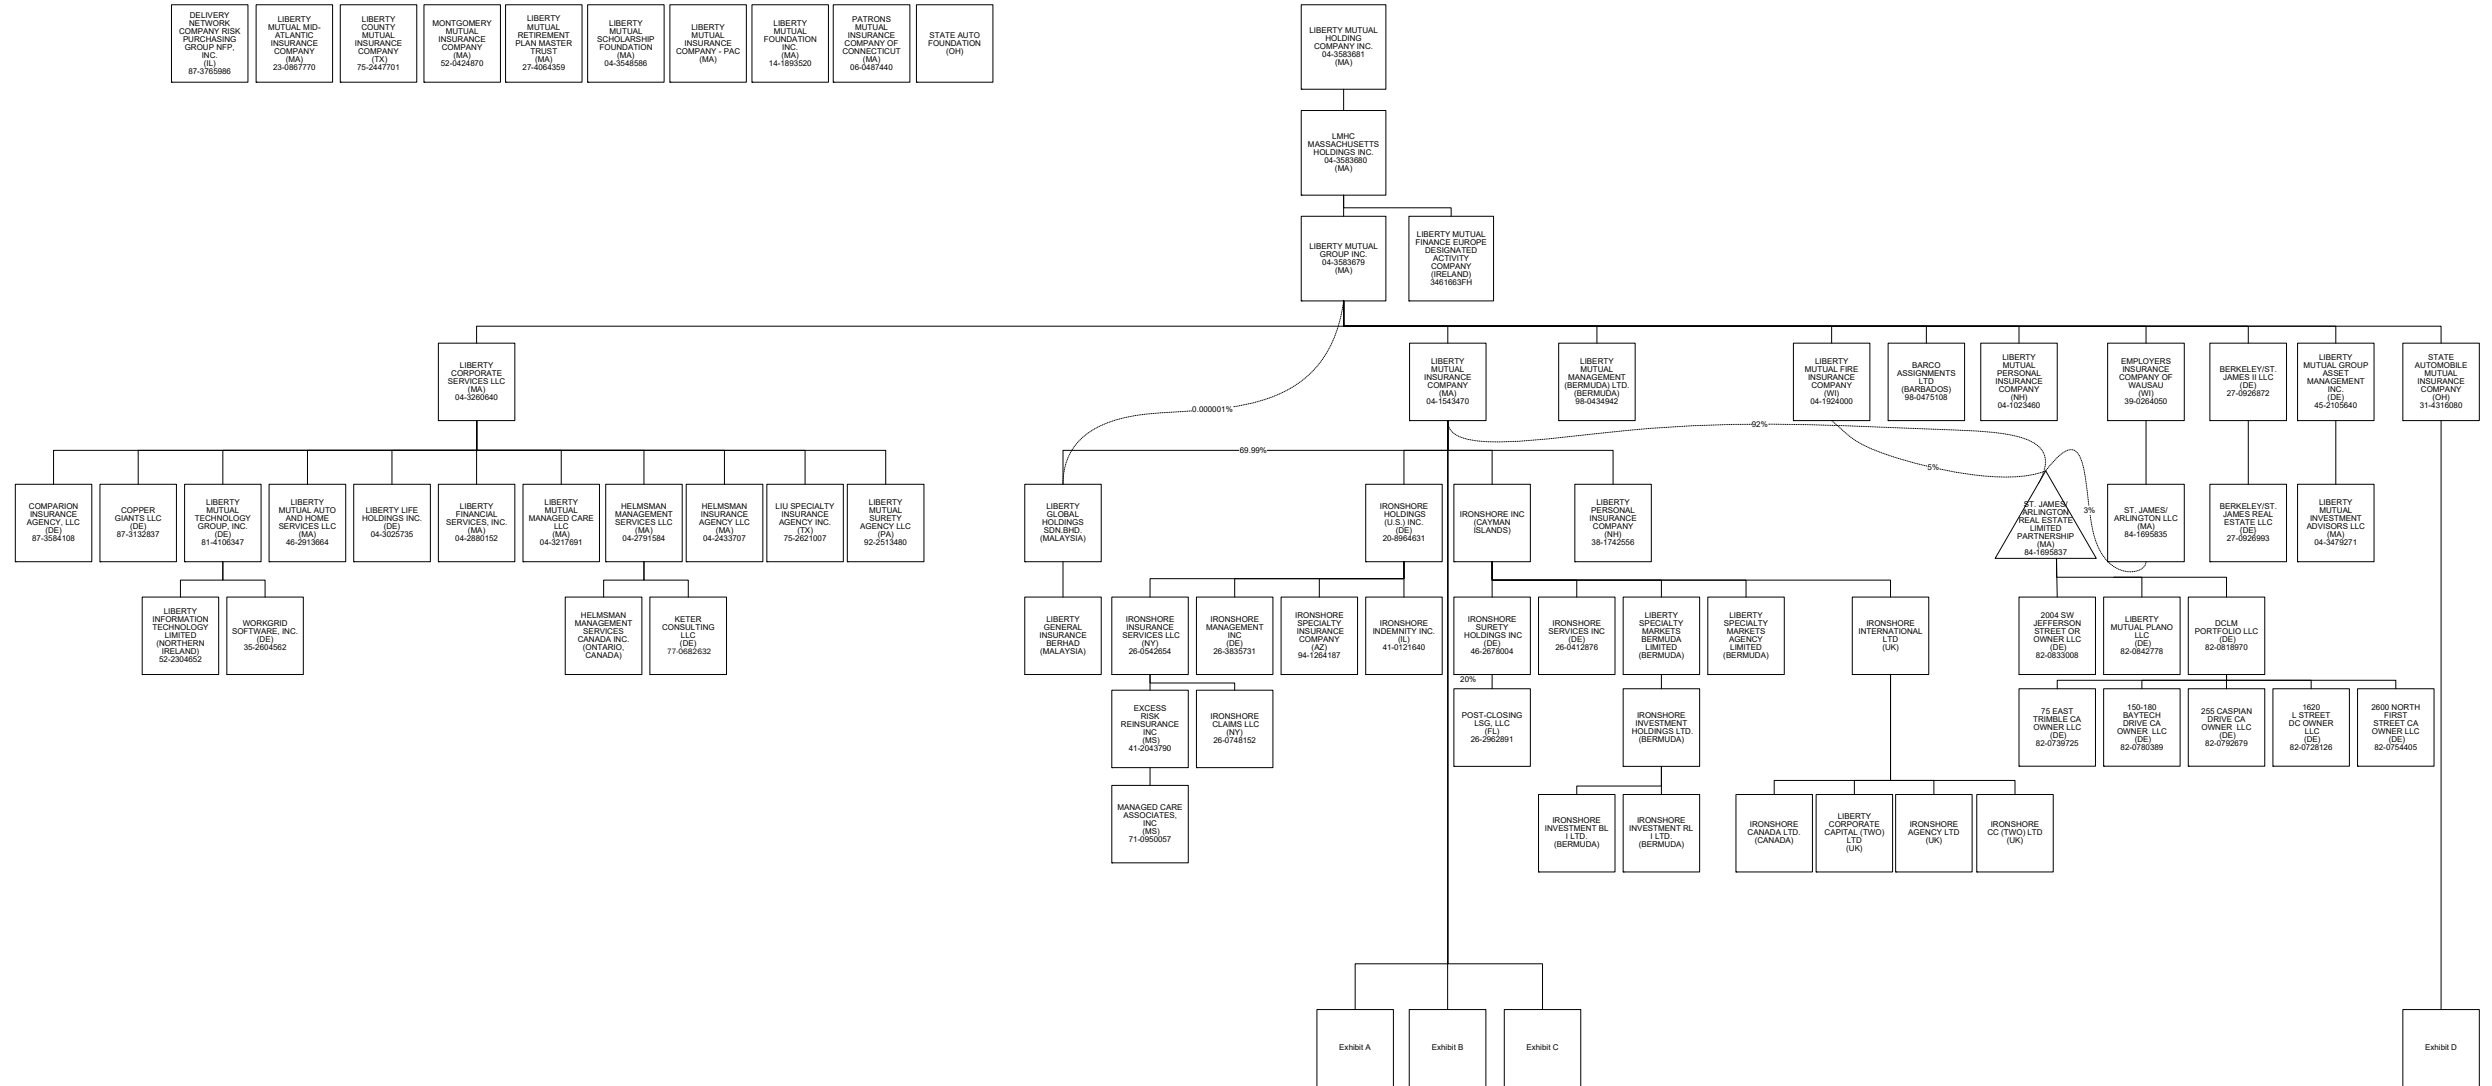 DELIVERY
NETWORK
COMPANY RISK
PURCHASING
GROUP NFP,
INC.
(IL)
87-3765986
LIBERTY
MUTUAL MID-
ATLANTIC
INSURANCE
COMPANY
(MA)
23-0867770
LIBERTY
COUNTY
MUTUAL
INSURANCE
COMPANY
(TX)
75-2447701
MONTGOMERY
MUTUAL
INSURANCE
COMPANY
(MA)
52-0424870
LIBERTY
MUTUAL
RETIREMENT
PLAN MASTER
TRUST
(MA)
27-4064359
LIBERTY
MUTUAL
SCHOLARSHIP
FOUNDATION
(MA)
04-3548586
LIBERTY
MUTUAL
INSURANCE
COMPANY - PAC
(MA)
LIBERTY
MUTUAL
FOUNDATION
INC.
(MA)
14-1893520
PATRONS
MUTUAL
INSURANCE
COMPANY OF
CONNECTICUT
(MA)
06-0487440
STATE AUTO
FOUNDATION
(OH)
LIBERTY MUTUAL
HOLDING
COMPANY INC.
04-3583681
(MA)
LMHC
MASSACHUSETTS
HOLDINGS INC.
04-3583680
(MA)
LIBERTY MUTUAL
GROUP INC.
04-3583679
(MA)
LIBERTY MUTUAL
FINANCE EUROPE
DESIGNATED
ACTIVITY
COMPANY
(IRELAND)
3461663FH
LIBERTY
CORPORATE
SERVICES LLC
(MA)
04-3260640
LIBERTY
MUTUAL
INSURANCE
COMPANY
(MA)
04-1543470
LIBERTY
MUTUAL
MANAGEMENT
(BERMUDA) LTD.
(BERMUDA)
98-0434942
LIBERTY
MUTUAL FIRE
INSURANCE
COMPANY
(WI)
04-1924000
BARCO
ASSIGNMENTS
LTD
(BARBADOS)
98-0475108
LIBERTY
MUTUAL
PERSONAL
INSURANCE
COMPANY
(NH)
04-1023460
EMPLOYERS
INSURANCE
COMPANY OF
WAUSAU
(WI)
39-0264050
BERKELEY/ST.
JAMES II LLC
(DE)
27-0926872
LIBERTY
MUTUAL GROUP
ASSET
MANAGEMENT
INC.
(DE)
45-2105640
STATE
AUTOMOBILE
MUTUAL
INSURANCE
COMPANY
(OH)
31-4316080
0.000001%
92%
69.99%
5%
3%
COMPARION
INSURANCE
AGENCY, LLC
(DE)
87-3584108
COPPER
GIANTS LLC
(DE)
87-3132837
LIBERTY
MUTUAL
TECHNOLOGY
GROUP, INC.
(DE)
81-4106347
LIBERTY
MUTUAL AUTO
AND HOME
SERVICES LLC
(MA)
46-2913664
LIBERTY LIFE
HOLDINGS INC.
(DE)
04-3025735
LIBERTY
FINANCIAL
SERVICES, INC.
(MA)
04-2880152
LIBERTY
MUTUAL
MANAGED CARE
LLC
(MA)
04-3217691
HELMSMAN
MANAGEMENT
SERVICES LLC
(MA)
04-2791584
HELMSMAN
INSURANCE
AGENCY LLC
(MA)
04-2433707
LIU SPECIALTY
INSURANCE
AGENCY INC.
(TX)
75-2621007
LIBERTY
MUTUAL
SURETY
AGENCY LLC
(PA)
92-2513480
LIBERTY
GLOBAL
HOLDINGS
SDN.BHD.
(MALAYSIA)
IRONSHORE
HOLDINGS
(U.S.) INC.
(DE)
20-8964631
IRONSHORE INC
(CAYMAN
ISLANDS)
LIBERTY
PERSONAL
INSURANCE
COMPANY
(NH)
38-1742556
ST. JAMES/
ARLINGTON
REAL ESTATE
LIMITED
PARTNERSHIP
(MA)
84-1695837
ST. JAMES/
ARLINGTON LLC
(MA)
84-1695835
BERKELEY/ST.
JAMES REAL
ESTATE LLC
(DE)
27-0926993
LIBERTY
MUTUAL
INVESTMENT
ADVISORS LLC
(MA)
04-3479271
LIBERTY
INFORMATION
TECHNOLOGY
LIMITED
(NORTHERN
IRELAND)
52-2304652
WORKGRID
SOFTWARE, INC.
(DE)
35-2604562
HELMSMAN
MANAGEMENT
SERVICES
CANADA INC.
(ONTARIO,
CANADA)
KETER
CONSULTING
LLC
(DE)
77-0682632
LIBERTY
GENERAL
INSURANCE
BERHAD
(MALAYSIA)
IRONSHORE
INSURANCE
SERVICES LLC
(NY)
26-0542654
IRONSHORE
MANAGEMENT
INC
(DE)
26-3835731
IRONSHORE
SPECIALTY
INSURANCE
COMPANY
(AZ)
94-1264187
IRONSHORE
INDEMNITY INC.
(IL)
41-0121640
IRONSHORE
SURETY
HOLDINGS INC
(DE)
46-2678004
IRONSHORE
SERVICES INC
(DE)
26-0412876
LIBERTY
SPECIALTY
MARKETS
BERMUDA
LIMITED
(BERMUDA)
LIBERTY
SPECIALTY
MARKETS
AGENCY
LIMITED
(BERMUDA)
IRONSHORE
INTERNATIONAL
LTD
(UK)
2004 SW
JEFFERSON
STREET OR
OWNER LLC
(DE)
82-0833008
LIBERTY
MUTUAL PLANO
LLC
(DE)
82-0842778
DCLM
PORTFOLIO LLC
(DE)
82-0818970
20%
EXCESS
RISK
REINSURANCE
INC
(MS)
41-2043790
IRONSHORE
CLAIMS LLC
(NY)
26-0748152
POST-CLOSING
LSG, LLC
(FL)
26-2962891
IRONSHORE
INVESTMENT
HOLDINGS LTD.
(BERMUDA)
75 EAST
TRIMBLE CA
OWNER LLC
(DE)
82-0739725
150-180
BAYTECH
DRIVE CA
OWNER LLC
(DE)
82-0780389
255 CASPIAN
DRIVE CA
OWNER LLC
(DE)
82-0792679
1620
L STREET
DC OWNER
LLC
(DE)
82-0728126
2600 NORTH
FIRST
STREET CA
OWNER LLC
(DE)
82-0754405
MANAGED CARE
ASSOCIATES,
INC
(MS)
71-0950057
IRONSHORE
INVESTMENT BL
I LTD.
(BERMUDA)
IRONSHORE
INVESTMENT RL
I LTD.
(BERMUDA)
IRONSHORE
CANADA LTD.
(CANADA)
LIBERTY
CORPORATE
CAPITAL (TWO)
LTD
(UK)
IRONSHORE
AGENCY LTD
(UK)
IRONSHORE
CC (TWO) LTD
(UK)
Exhibit A
Exhibit B
Exhibit C
Exhibit D